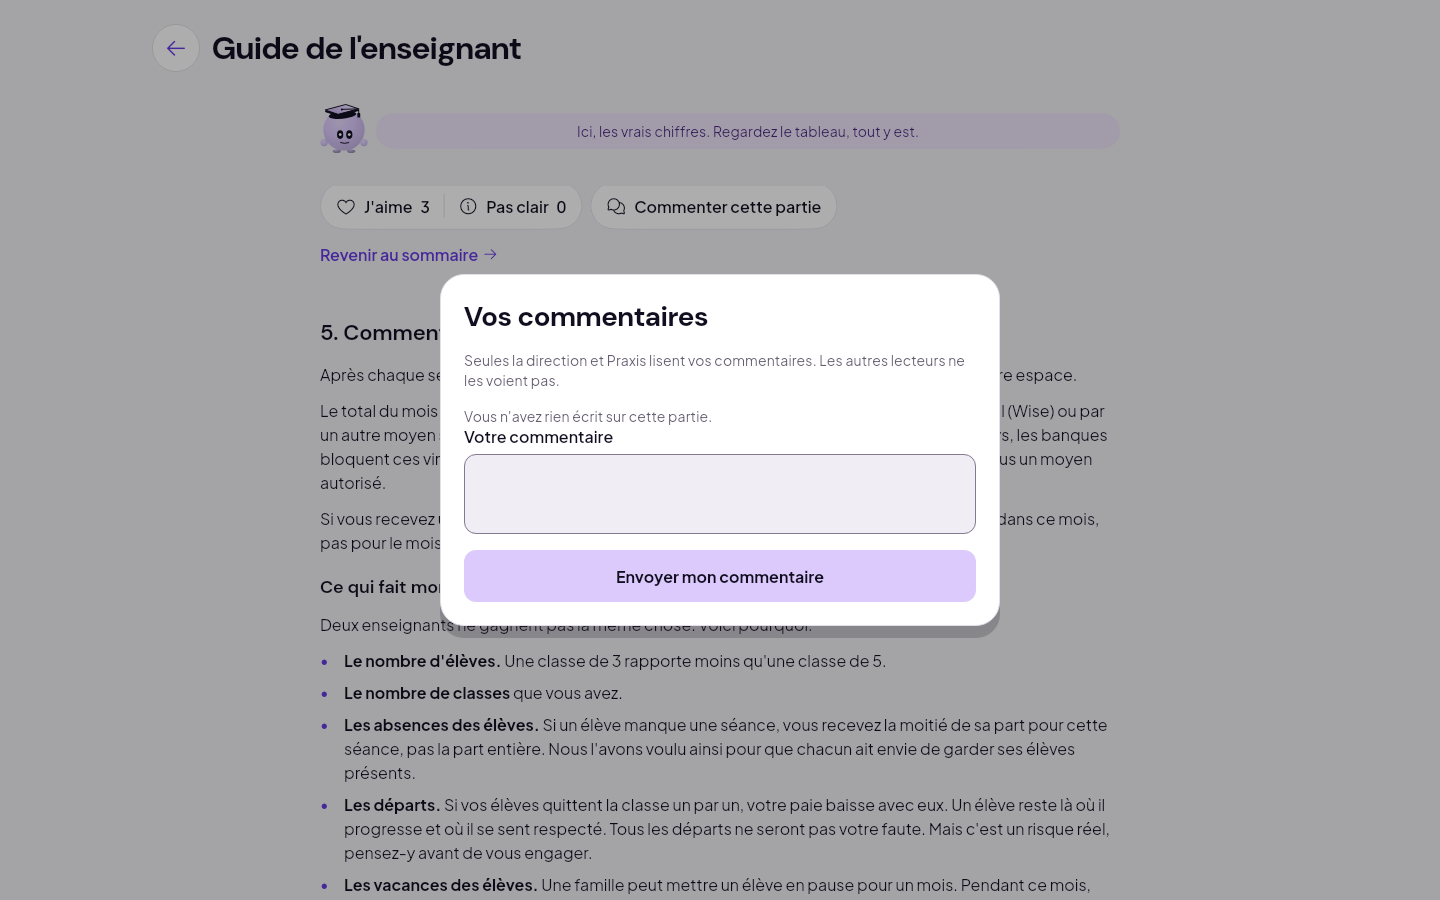 Guide de l'enseignant
Ici, les vrais chiffres. Regardez le tableau, tout y est.
J'aime 3 Pas clair 0 Commenter cette partie
Revenir au sommaire
Vos commentaires
Seules la direction et Praxis lisent vos commentaires. Les autres lecteurs ne
les voient pas.
Vous n'avez rien écrit sur cette partie.
Votre commentaire
Envoyer mon commentaire
5. Comment
Après chaque re espace.
Le total du mois l (Wise) ou par
un autre moyen les banques
bloquent ces us un moyen
autorisé.
Si vous recevez dans ce mois,
pas pour le mois
Ce qui fait
Deux enseignants ne gagnent pas la même chose. Voici pourquoi.
Le nombre d'élèves. Une classe de 3 rapporte moins qu'une classe de 5.
Le nombre de classes que vous avez.
Les absences des élèves. Si un élève manque une séance, vous recevez la moitié de sa part pour cette
séance, pas la part entière. Nous l'avons voulu ainsi pour que chacun ait envie de garder ses élèves
présents.
Les départs. Si vos élèves quittent la classe un par un, votre paie baisse avec eux. Un élève reste là où il
progresse et où il se sent respecté. Tous les départs ne seront pas votre faute. Mais c'est un risque réel,
pensez-y avant de vous engager.
Les vacances des élèves. Une famille peut mettre un élève en pause pour un mois. Pendant ce mois,